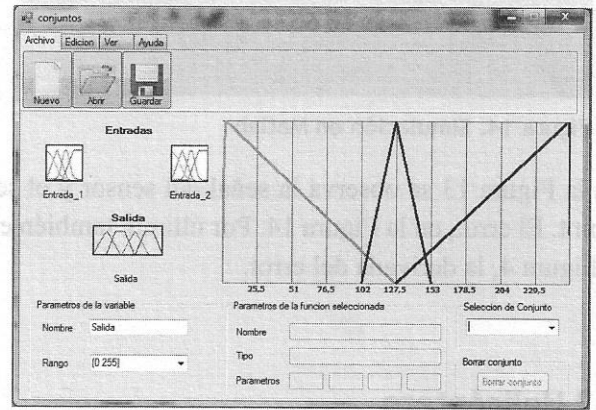 conjuntos
Archivo Edicion Ver Ayuda
Nuevo Abrir Guardar
Entradas
Entrada_1 Entrada_2
Salida
Salida
25,5 51 76,5 102 127,5 153 178,5 204 229,5
Parametros de la variable
Nombre Salida
Rango [0 255]
Parametros de la funcion seleccionada
Nombre
Tipo
Parametros
Seleccion de Conjunto
Borrar conjunto
Borrar conjunto